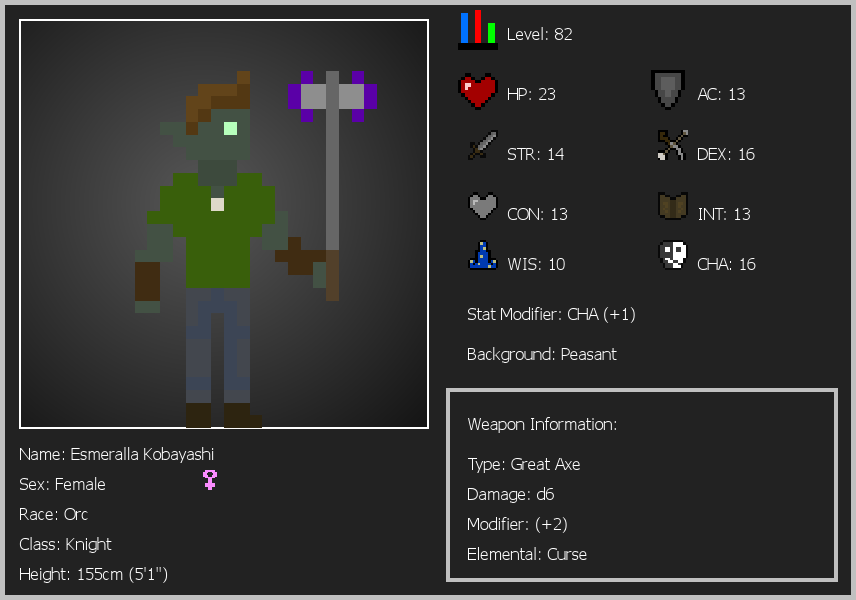 Level: 82
HP: 23
AC: 13
STR: 14
DEX: 16
CON: 13
INT: 13
WIS: 10
CHA: 16
Stat Modifier: CHA (+1)
Background: Peasant
Weapon Information:
Type: Great Axe
Damage: d6
Modifier: (+2)
Elemental: Curse
Name: Esmeralla Kobayashi
Sex: Female
Race: Orc
Class: Knight
Height: 155cm (5'1")